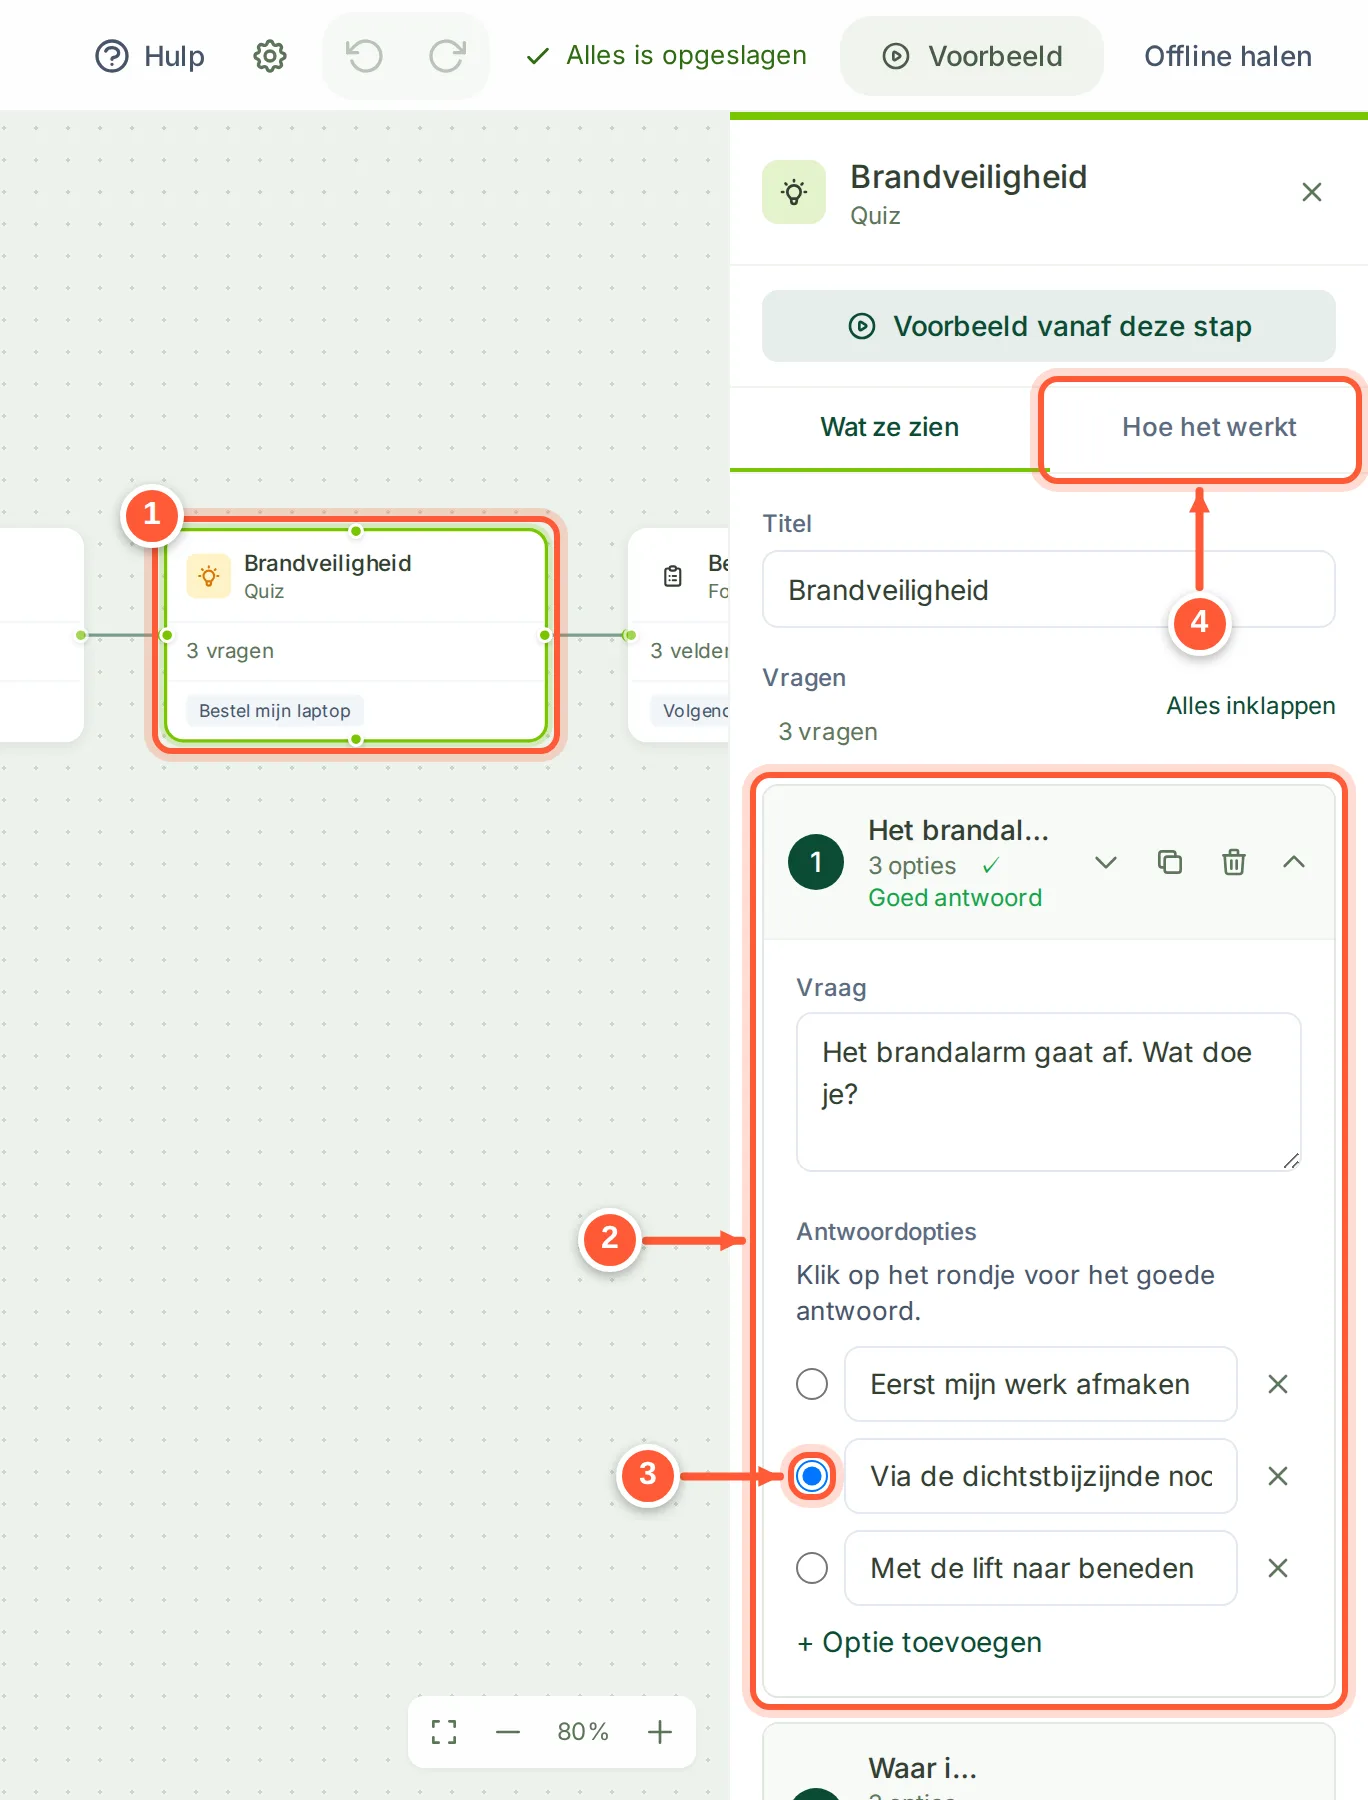 Hulp
Alles is opgeslagen
Voorbeeld
Offline halen
Brandveiligheid
Quiz
Voorbeeld vanaf deze stap
Wat ze zien
Hoe het werkt
4
Titel
Brandveiligheid
Vragen
3 vragen
Alles inklappen
1
Brandveiligheid
Quiz
3 vragen
Bestel mijn laptop
1
Het brandal...
3 opties ✓
Goed antwoord
Vraag
Het brandalarm gaat af. Wat doe
je?
2
Antwoordopties
Klik op het rondje voor het goede
antwoord.
Eerst mijn werk afmaken
3
Via de dichtstbijzijnde
Met de lift naar beneden
+ Optie toevoegen
80%
Waar i...